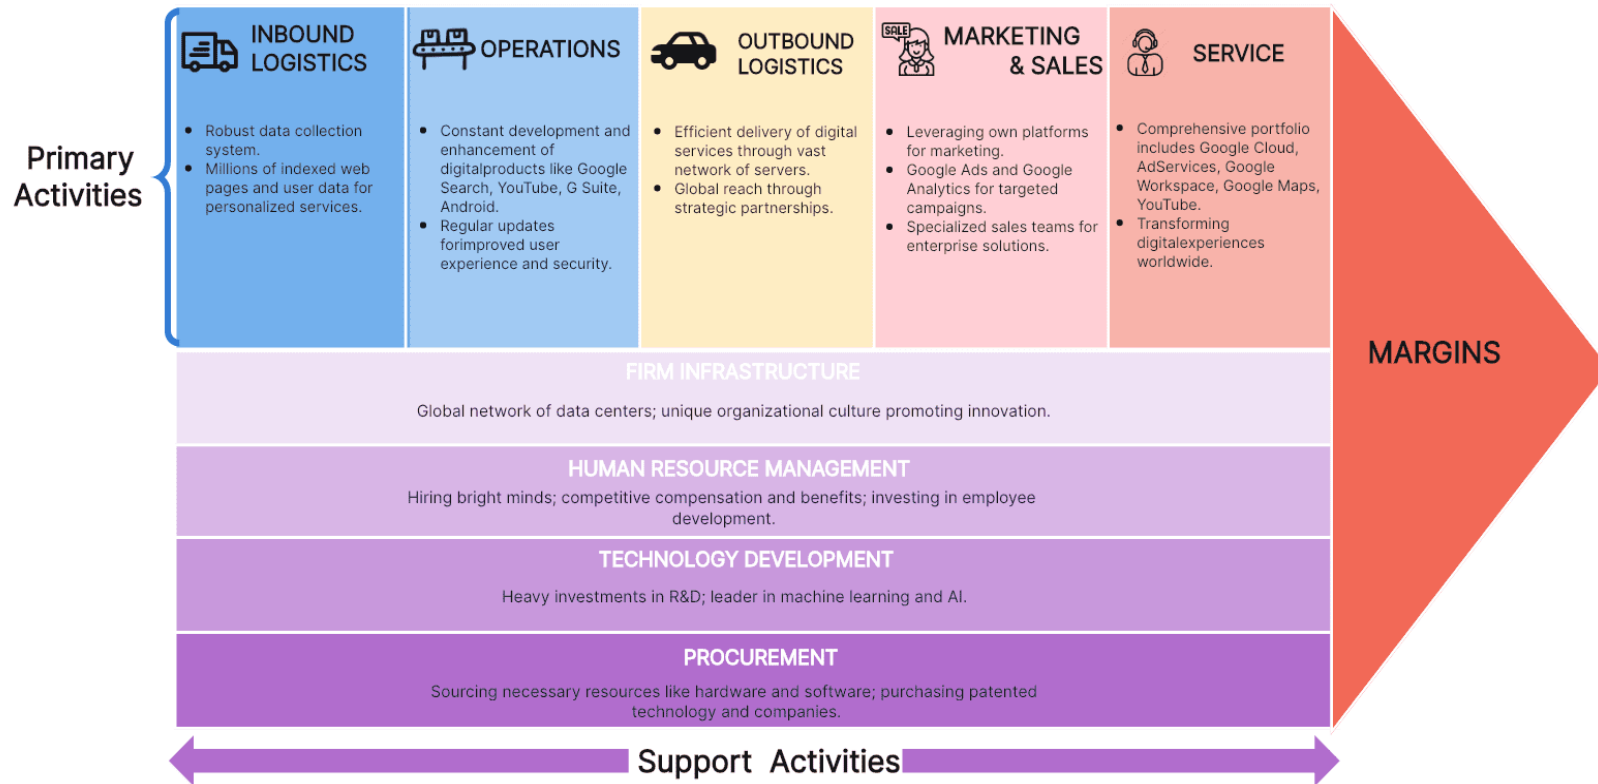 Primary
Activities
INBOUND
LOGISTICS
• Robust data collection
system.
• Millions of indexed web
pages and user data for
personalized services.
OPERATIONS
• Constant development and
enhancement of
digitalproducts like Google
Search, YouTube, G Suite,
Android.
• Regular updates
forimproved user
experience and security.
OUTBOUND
LOGISTICS
• Efficient delivery of digital
services through vast
network of servers.
• Global reach through
strategic partnerships.
SALE
MARKETING
& SALES
• Leveraging own platforms
for marketing.
• Google Ads and Google
Analytics for targeted
campaigns.
• Specialized sales teams for
enterprise solutions.
SERVICE
• Comprehensive portfolio
includes Google Cloud,
AdServices, Google
Workspace, Google Maps,
YouTube.
• Transforming
digitalexperiences
worldwide.
MARGINS
FIRM INFRASTRUCTURE
Global network of data centers; unique organizational culture promoting innovation.
HUMAN RESOURCE MANAGEMENT
Hiring bright minds; competitive compensation and benefits; investing in employee
development.
TECHNOLOGY DEVELOPMENT
Heavy investments in R&D; leader in machine learning and AI.
PROCUREMENT
Sourcing necessary resources like hardware and software; purchasing patented
technology and companies.
Support Activities